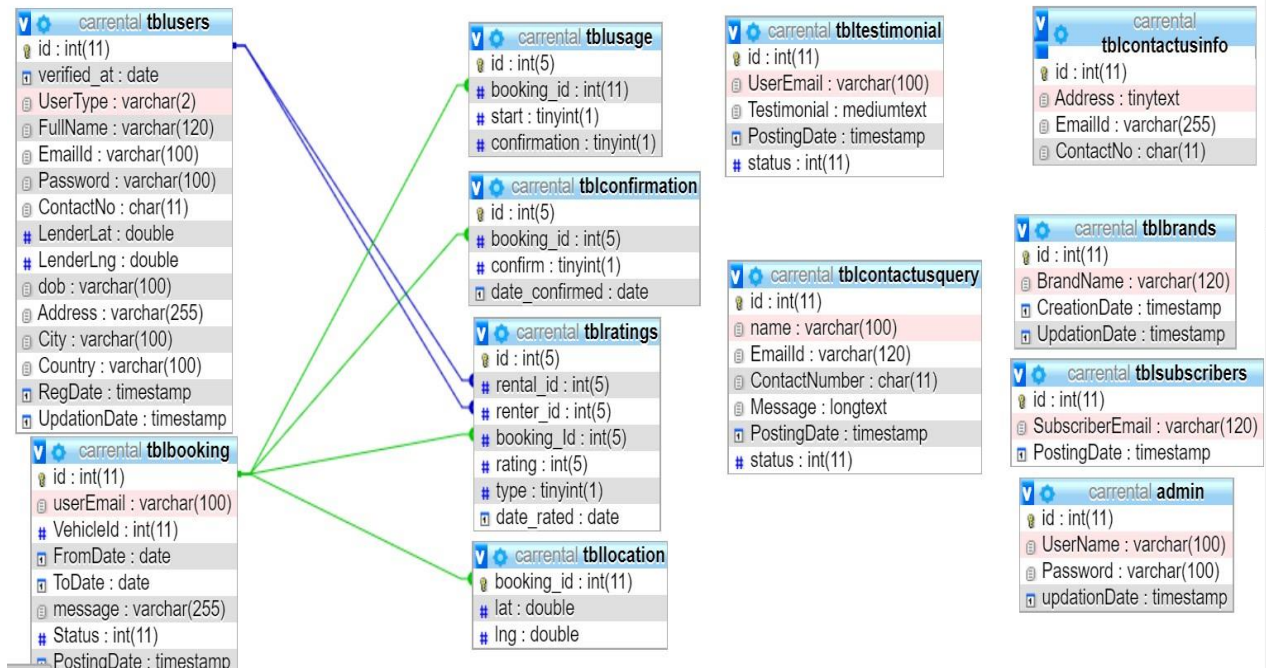 carrental tblusers
id : int(11)
verified_at : date
UserType : varchar(2)
FullName : varchar(120)
EmailId : varchar(100)
Password : varchar(100)
ContactNo : char(11)
LenderLat : double
LenderLng : double
dob : varchar(100)
Address : varchar(255)
City : varchar(100)
Country : varchar(100)
RegDate : timestamp
UpdationDate : timestamp
carrental tblbooking
id : int(11)
userEmail : varchar(100)
VehicleId : int(11)
FromDate : date
ToDate : date
message : varchar(255)
Status : int(11)
PostingDate : timestamp
carrental tblusage
id : int(5)
booking_id : int(11)
start : tinyint(1)
confirmation : tinyint(1)
carrental tblconfirmation
id : int(5)
booking_id : int(5)
confirm : tinyint(1)
date_confirmed : date
carrental tblratings
id : int(5)
rental_id : int(5)
renter_id : int(5)
booking_Id : int(5)
rating : int(5)
type : tinyint(1)
date_rated : date
carrental tbllocation
booking_id : int(11)
lat : double
lng : double
carrental tbltestimonial
id : int(11)
UserEmail : varchar(100)
Testimonial : mediumtext
PostingDate : timestamp
status : int(11)
carrental tblcontactusquery
id : int(11)
name : varchar(100)
EmailId : varchar(120)
ContactNumber : char(11)
Message : longtext
PostingDate : timestamp
status : int(11)
carrental
tblcontactusinfo
id : int(11)
Address : tinytext
EmailId : varchar(255)
ContactNo : char(11)
carrental tblbrands
id : int(11)
BrandName : varchar(120)
CreationDate : timestamp
UpdationDate : timestamp
carrental tblsubscribers
id : int(11)
SubscriberEmail : varchar(120)
PostingDate : timestamp
carrental admin
id : int(11)
UserName : varchar(100)
Password : varchar(100)
updationDate : timestamp